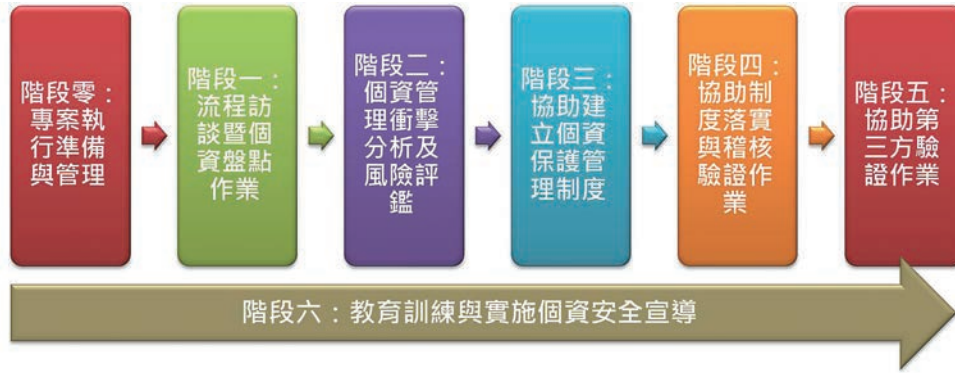 階段零：
專案執
行準備
與管理
階段一：
流程訪
談暨個
資盤點
作業
階段二：
個資管
理衝擊
分析及
風險評
鑑
階段三：
協助建
立個資
保護管
理制度
階段四：
協助制
度落實
與稽核
驗證作
業
階段五：
協助第
三方驗
證作業
階段六：教育訓練與實施個資安全宣導